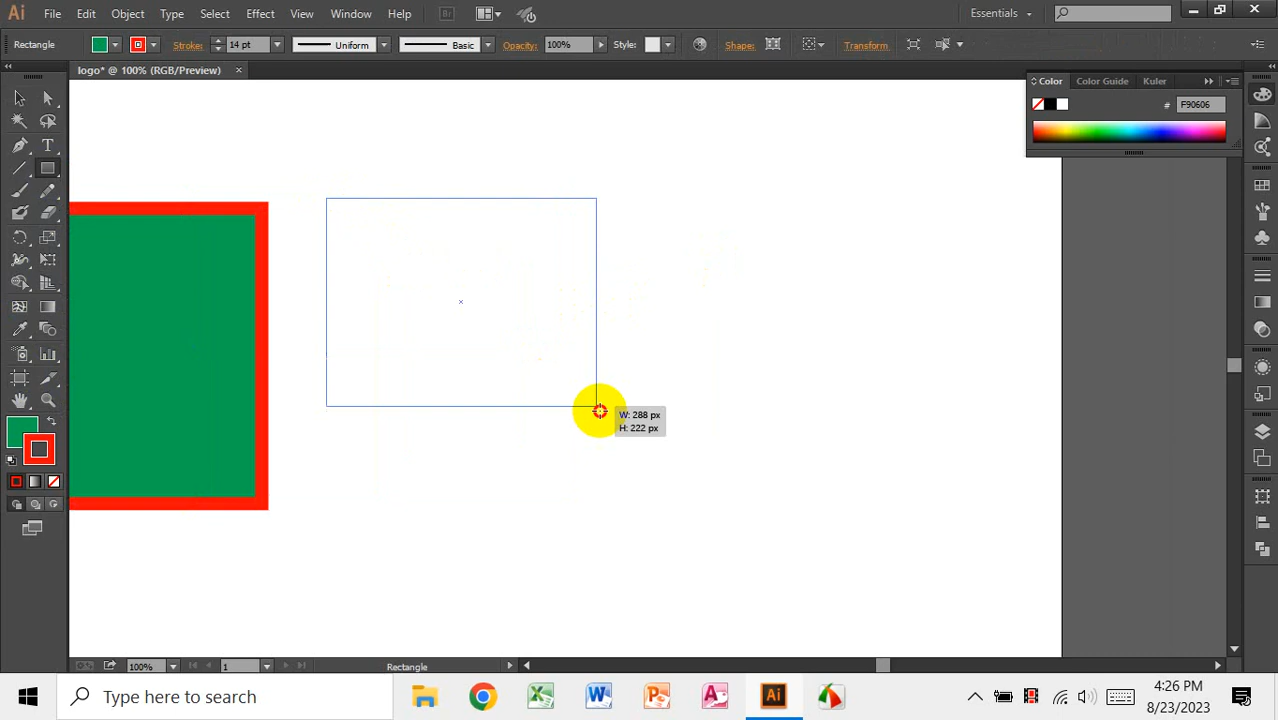 Ai File Edit Object Type Select Effect View Window Help Br Essentials
Rectangle Stroke: 14 pt Uniform Basic Opacity: 100% Style: Shape: Transform
logo* @ 100% (RGB/Preview) ×
Color Color Guide Kuler
# F90606
T
W: 288 px
H: 222 px
100% 1 Rectangle
Type here to search
Ai
4:26 PM
8/23/2023